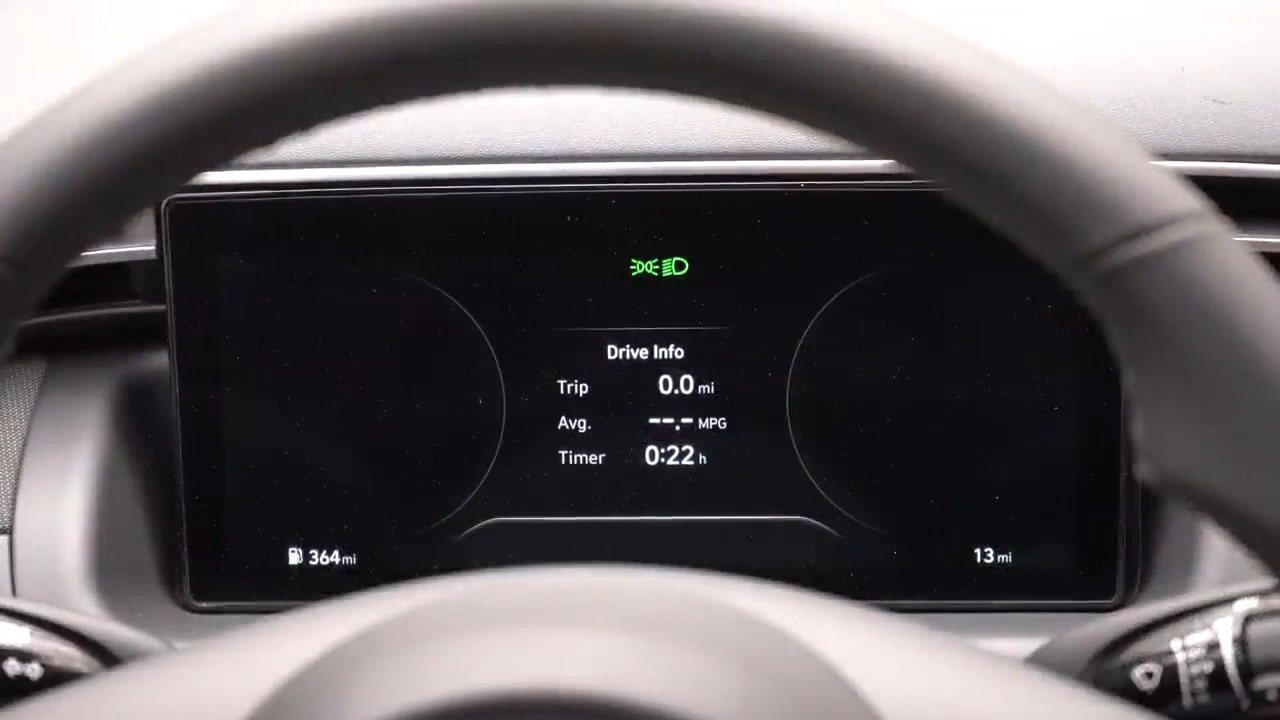 Drive Info
Trip 0.0 mi
Avg. --.- MPG
Timer 0:22 h
364 mi
13 mi